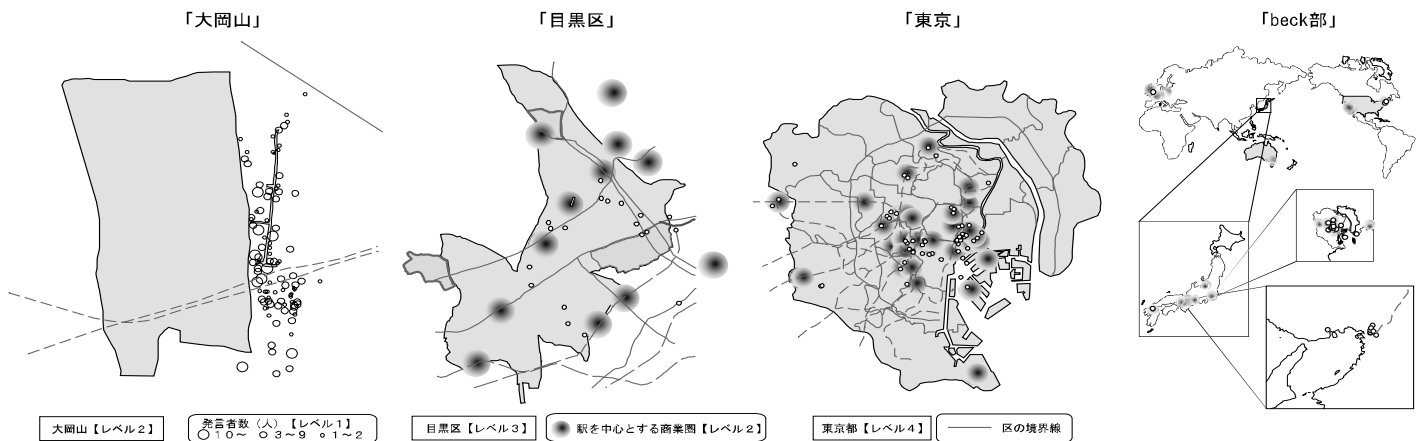 「大岡山」
「目黒区」
「東京」
「beck部」
大岡山【レベル2】
発言者数(人)【レベル1】
10～ 3～9 1～2
目黒区【レベル3】
駅を中心とする商業圏【レベル2】
東京都【レベル4】
区の境界線